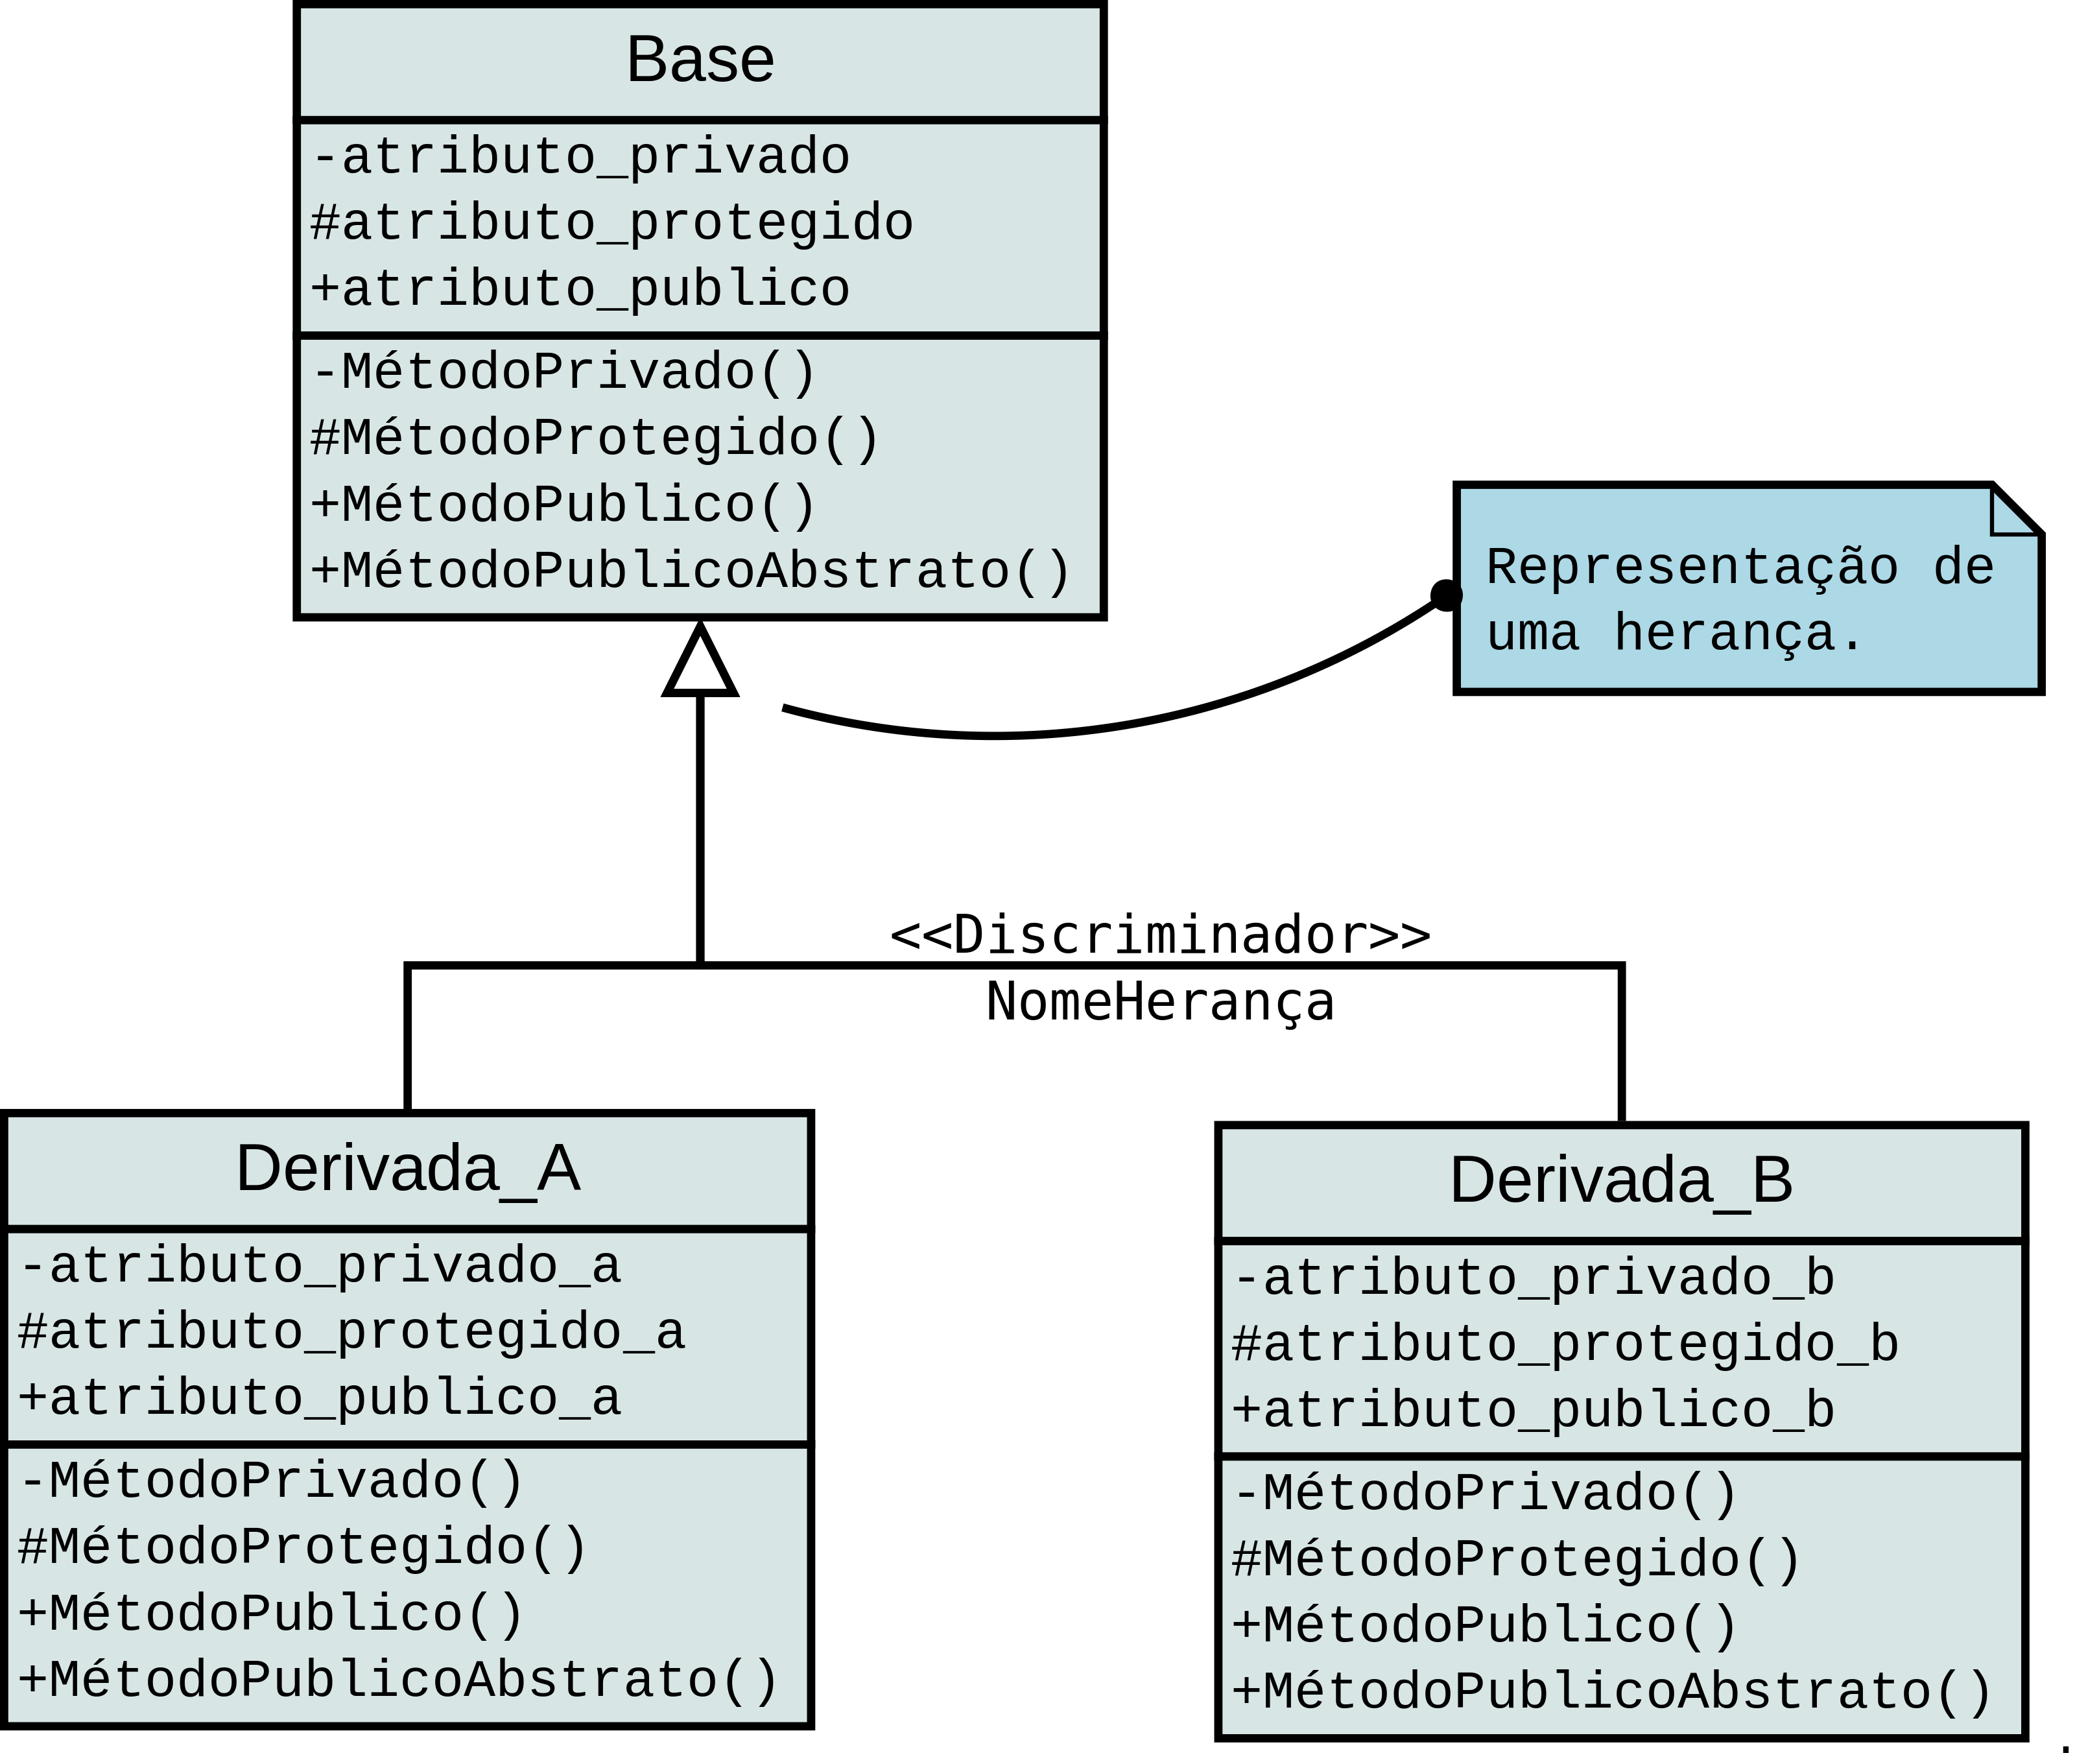 Base
-atributo_privado
#atributo_protegido
+atributo_publico
-MétodoPrivado()
#MétodoProtegido()
+MétodoPublico()
+MétodoPublicoAbstrato()
Representação de
uma herança.
<<Discriminador>>
NomeHerança
Derivada_A
-atributo_privado_a
#atributo_protegido_a
+atributo_publico_a
-MétodoPrivado()
#MétodoProtegido()
+MétodoPublico()
+MétodoPublicoAbstrato()
Derivada_B
-atributo_privado_b
#atributo_protegido_b
+atributo_publico_b
-MétodoPrivado()
#MétodoProtegido()
+MétodoPublico()
+MétodoPublicoAbstrato()
.